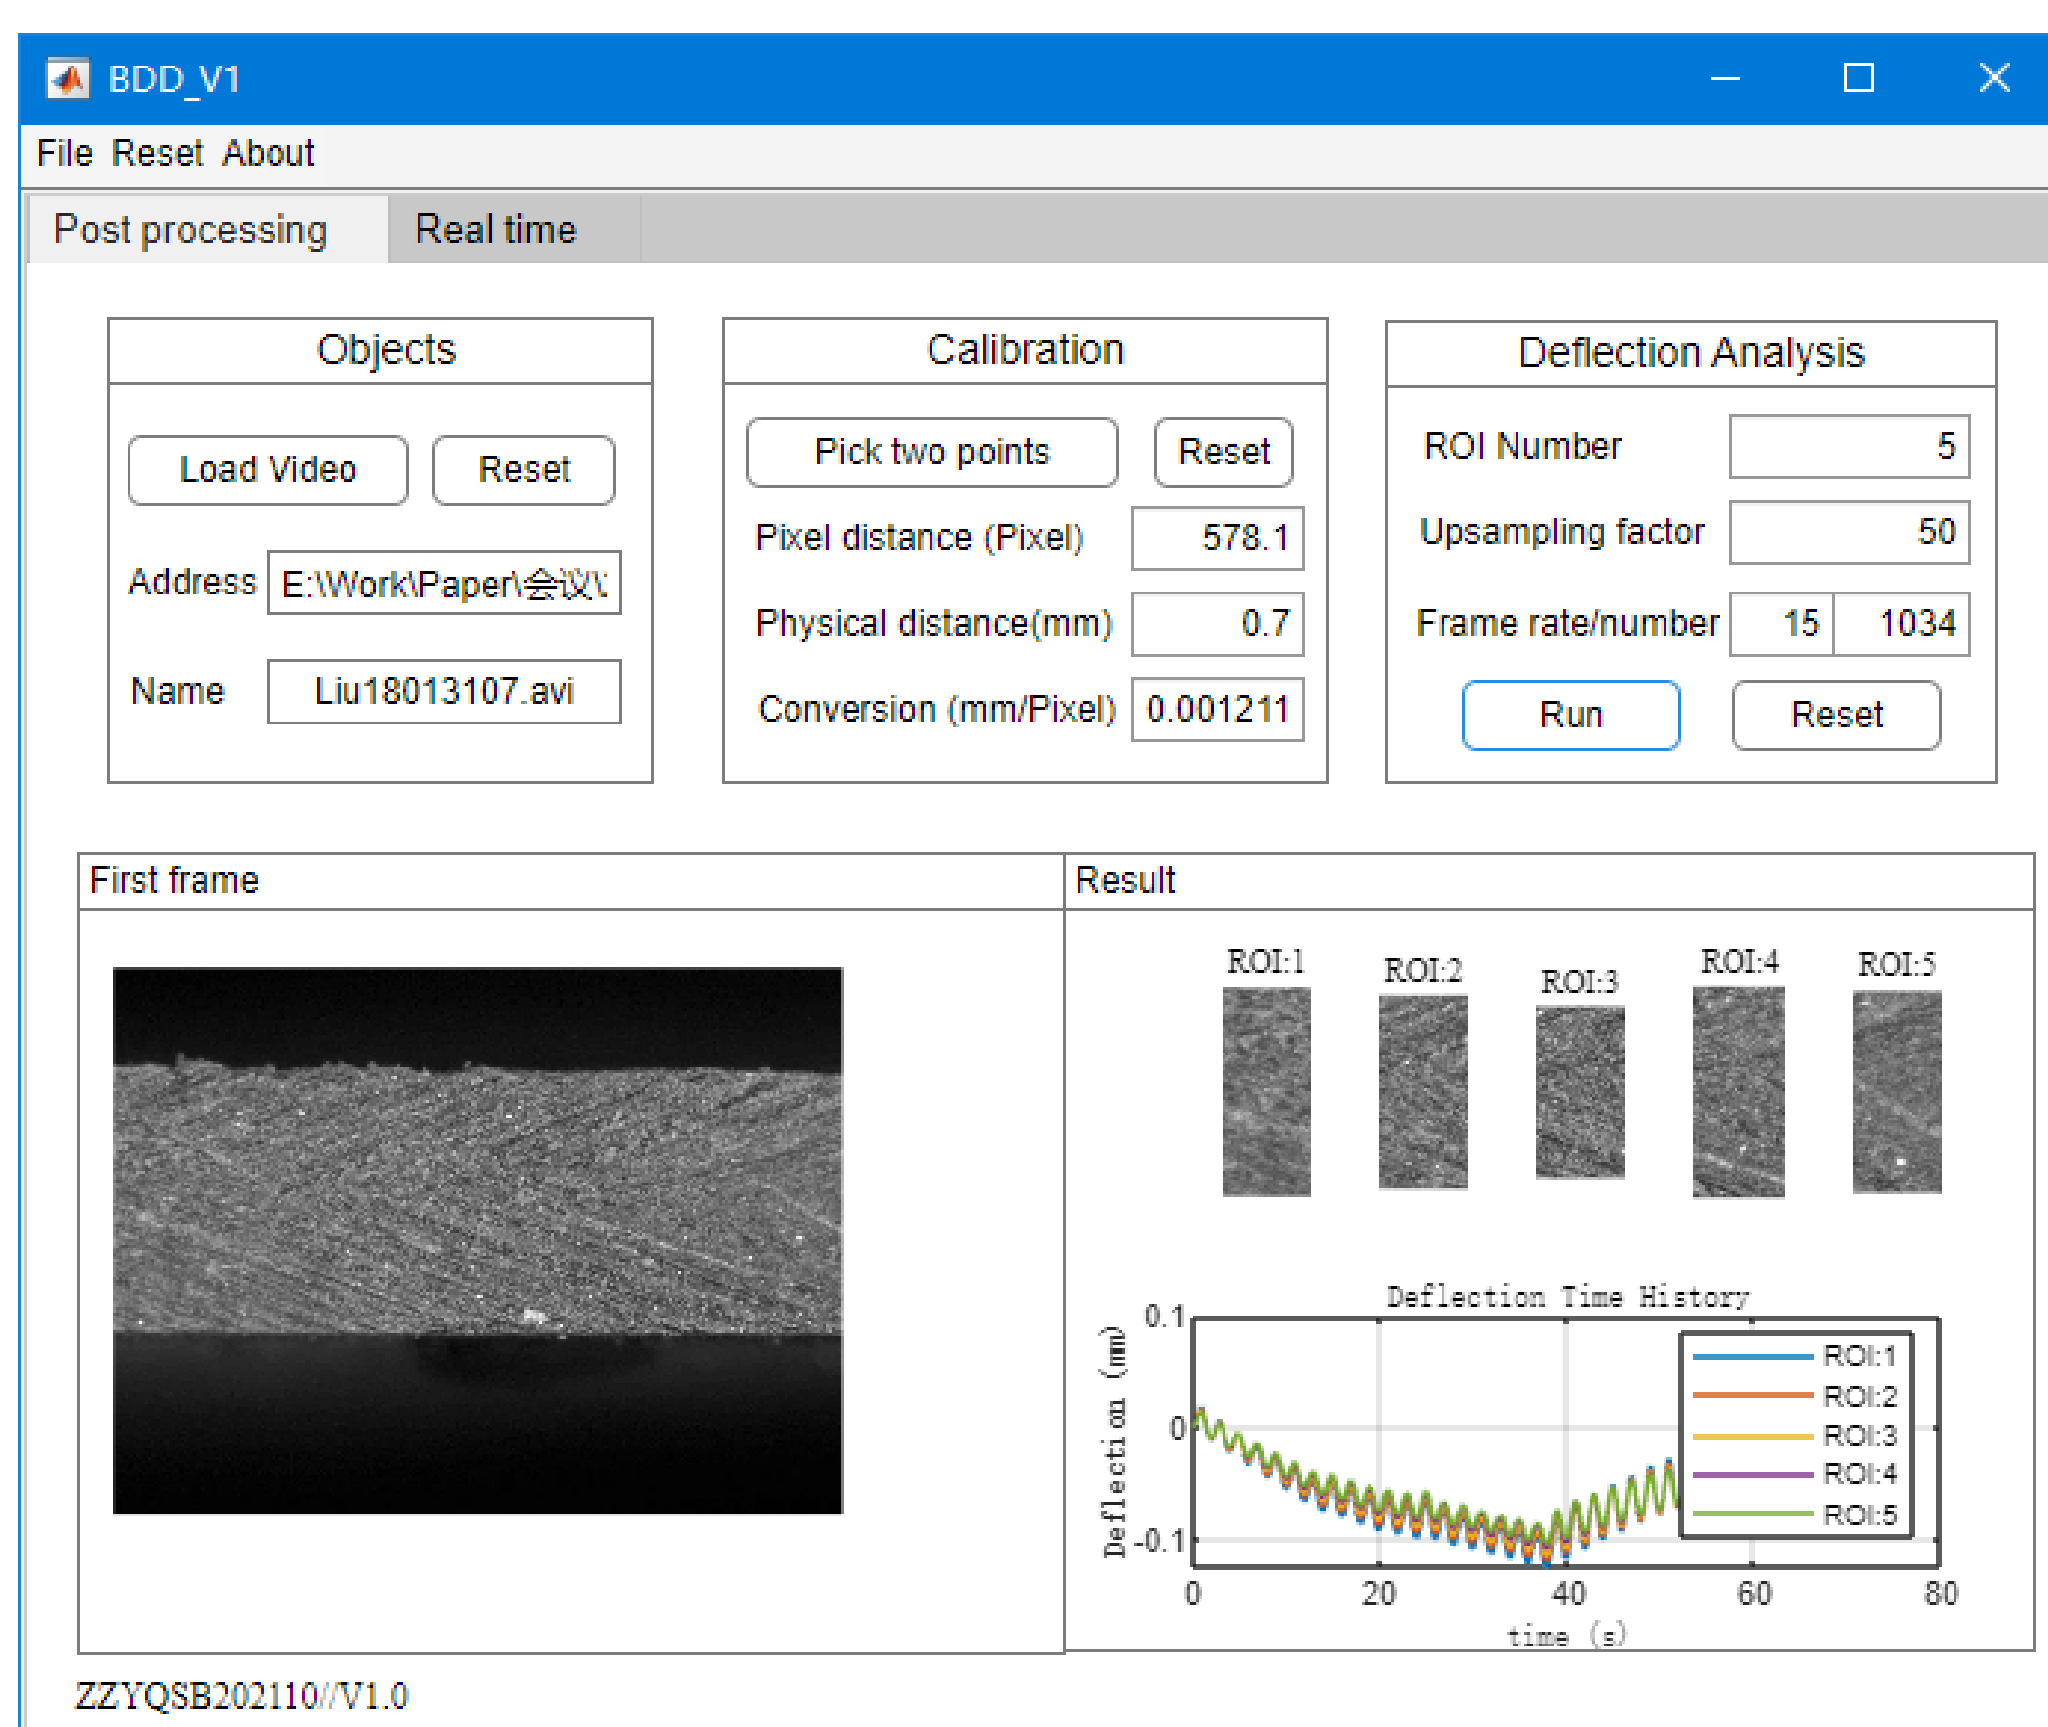 BDD_V1
File Reset About
Post processing Real time
Objects
Load Video Reset
Address E:\Work\Paper\会议\
Name Liu18013107.avi
Calibration
Pick two points Reset
Pixel distance (Pixel) 578.1
Physical distance(mm) 0.7
Conversion (mm/Pixel) 0.001211
Deflection Analysis
ROI Number 5
Upsampling factor 50
Frame rate/number 15 1034
Run Reset
First frame
Result
ROI:1 ROI:2 ROI:3 ROI:4 ROI:5
Deflection Time History
Deflection (mm)
0.1
0
-0.1
ROI:1
ROI:2
ROI:3
ROI:4
ROI:5
0 20 40 60 80
time (s)
ZZYQSB202110//V1.0